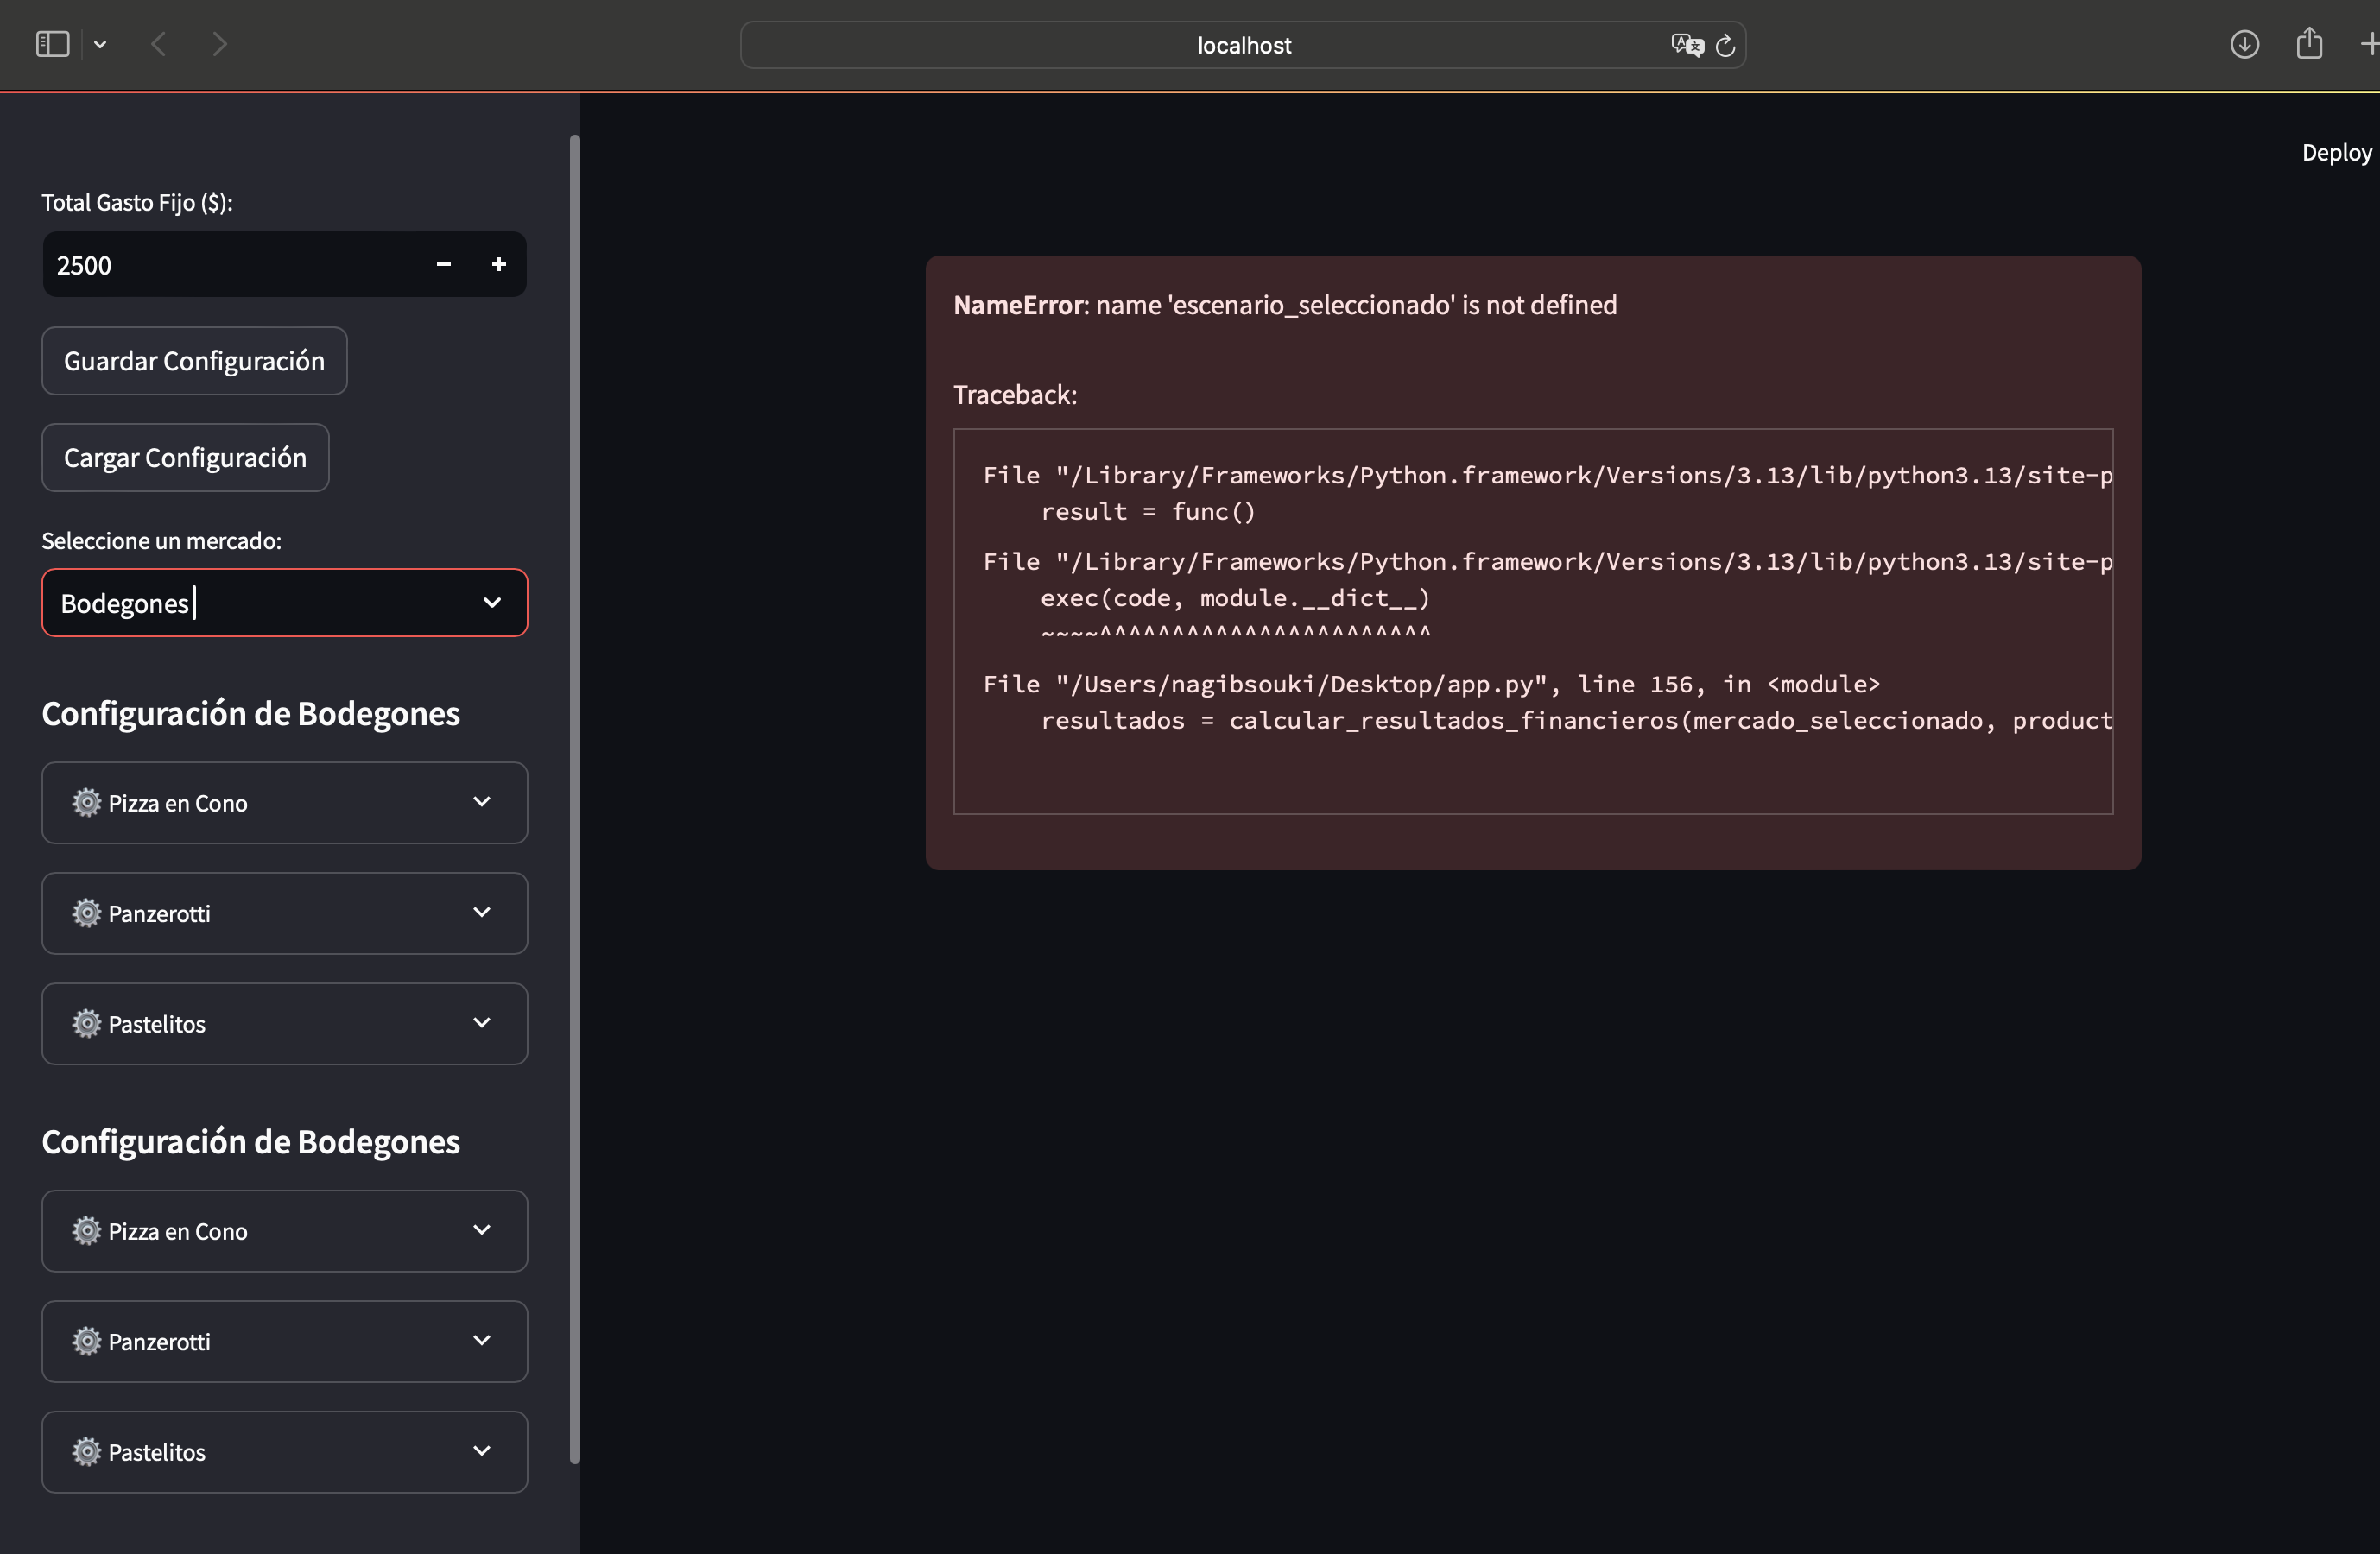 localhost
Deploy
Total Gasto Fijo ($):
2500
Guardar Configuración
Cargar Configuración
Seleccione un mercado:
Bodegones
Configuración de Bodegones
Pizza en Cono
Panzerotti
Pastelitos
Configuración de Bodegones
Pizza en Cono
Panzerotti
Pastelitos
NameError: name 'escenario_seleccionado' is not defined
Traceback:
File "/Library/Frameworks/Python.framework/Versions/3.13/lib/python3.13/site-p
result = func()
File "/Library/Frameworks/Python.framework/Versions/3.13/lib/python3.13/site-p
exec(code, module.__dict__)
~~~~^^^^^^^^^^^^^^^^^^^^^^^
File "/Users/nagibsouki/Desktop/app.py", line 156, in <module>
resultados = calcular_resultados_financieros(mercado_seleccionado, product